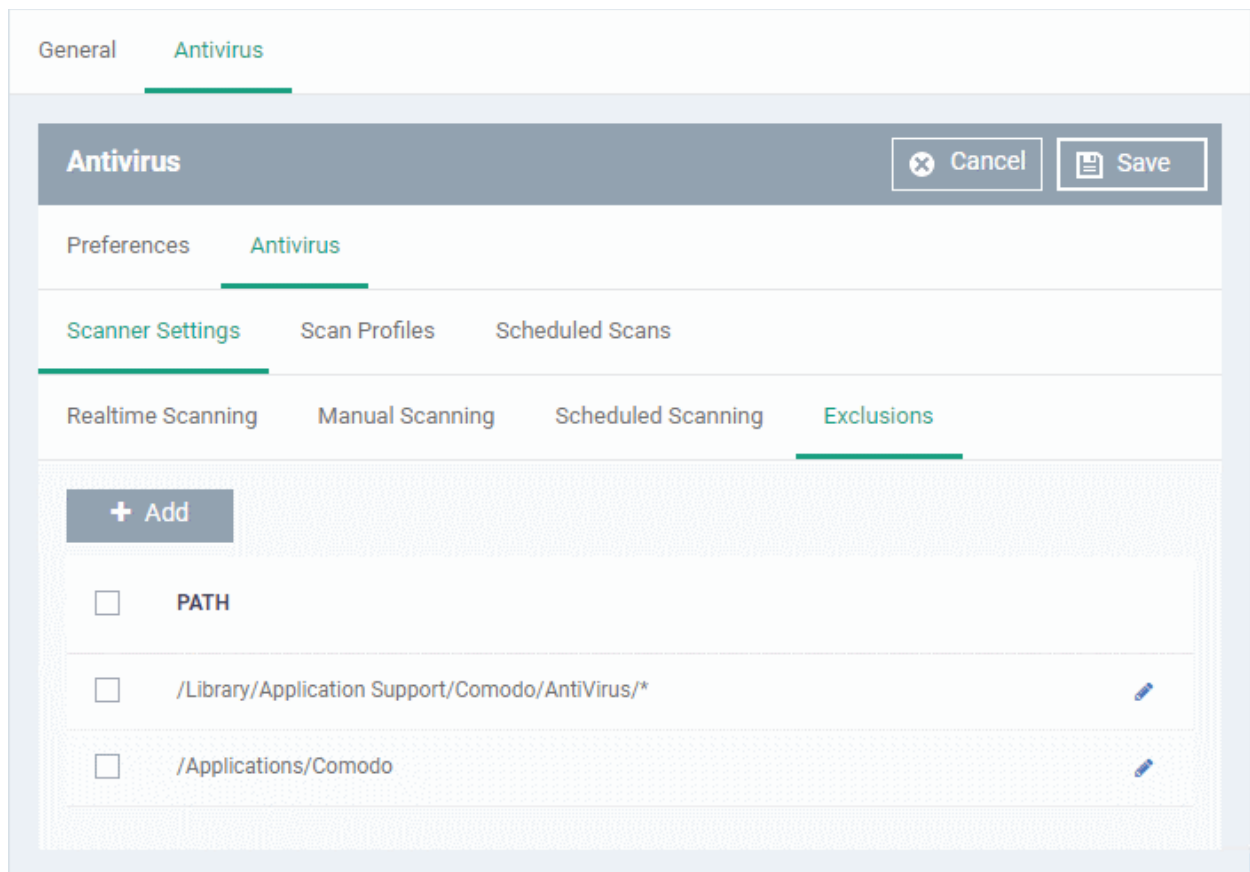 General Antivirus
Antivirus Cancel Save
Preferences Antivirus
Scanner Settings Scan Profiles Scheduled Scans
Realtime Scanning Manual Scanning Scheduled Scanning Exclusions
+ Add
PATH
/Library/Application Support/Comodo/AntiVirus/*
/Applications/Comodo